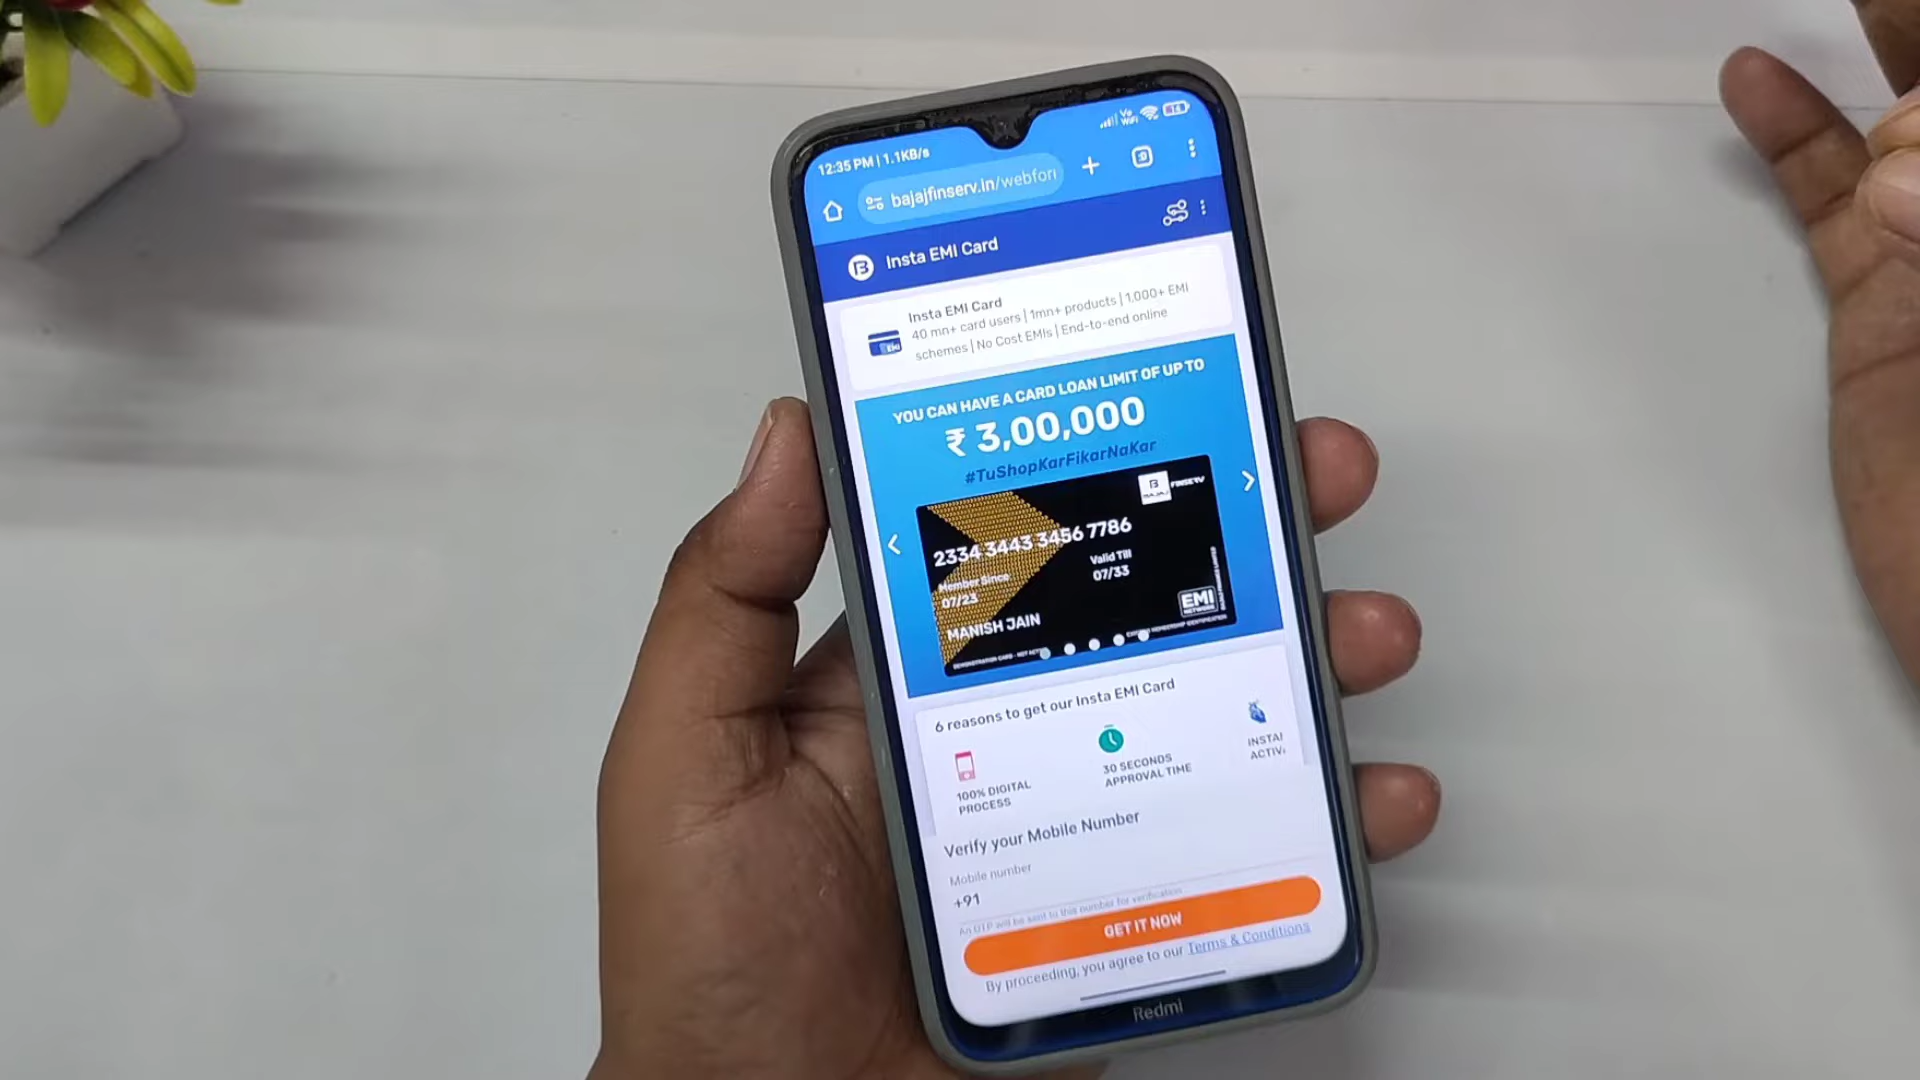 12:35 PM | 1.1KB/s
Vo
WiFi
bajajfinserv.in/webfor
:D
B Insta EMI Card
Insta EMI Card
40 mn+ card users | 1mn+ products | 1,000+ EMI
schemes | No Cost EMIs | End-to-end online
EMI
YOU CAN HAVE A CARD LOAN LIMIT OF UP TO
₹ 3,00,000
#TuShopKarFikarNaKar
B
BAJAJ FINSERV
2334 3443 3456 7786
Member Since
07/23
Valid Till
07/33
EMI
NETWORK
MANISH JAIN
6 reasons to get our Insta EMI Card
100% DIGITAL
PROCESS
30 SECONDS
APPROVAL TIME
INSTA
ACTIV
Verify your Mobile Number
Mobile number
+91
An OTP will be sent to this number for verification
GET IT NOW
By proceeding, you agree to our Terms & Conditions
Redmi